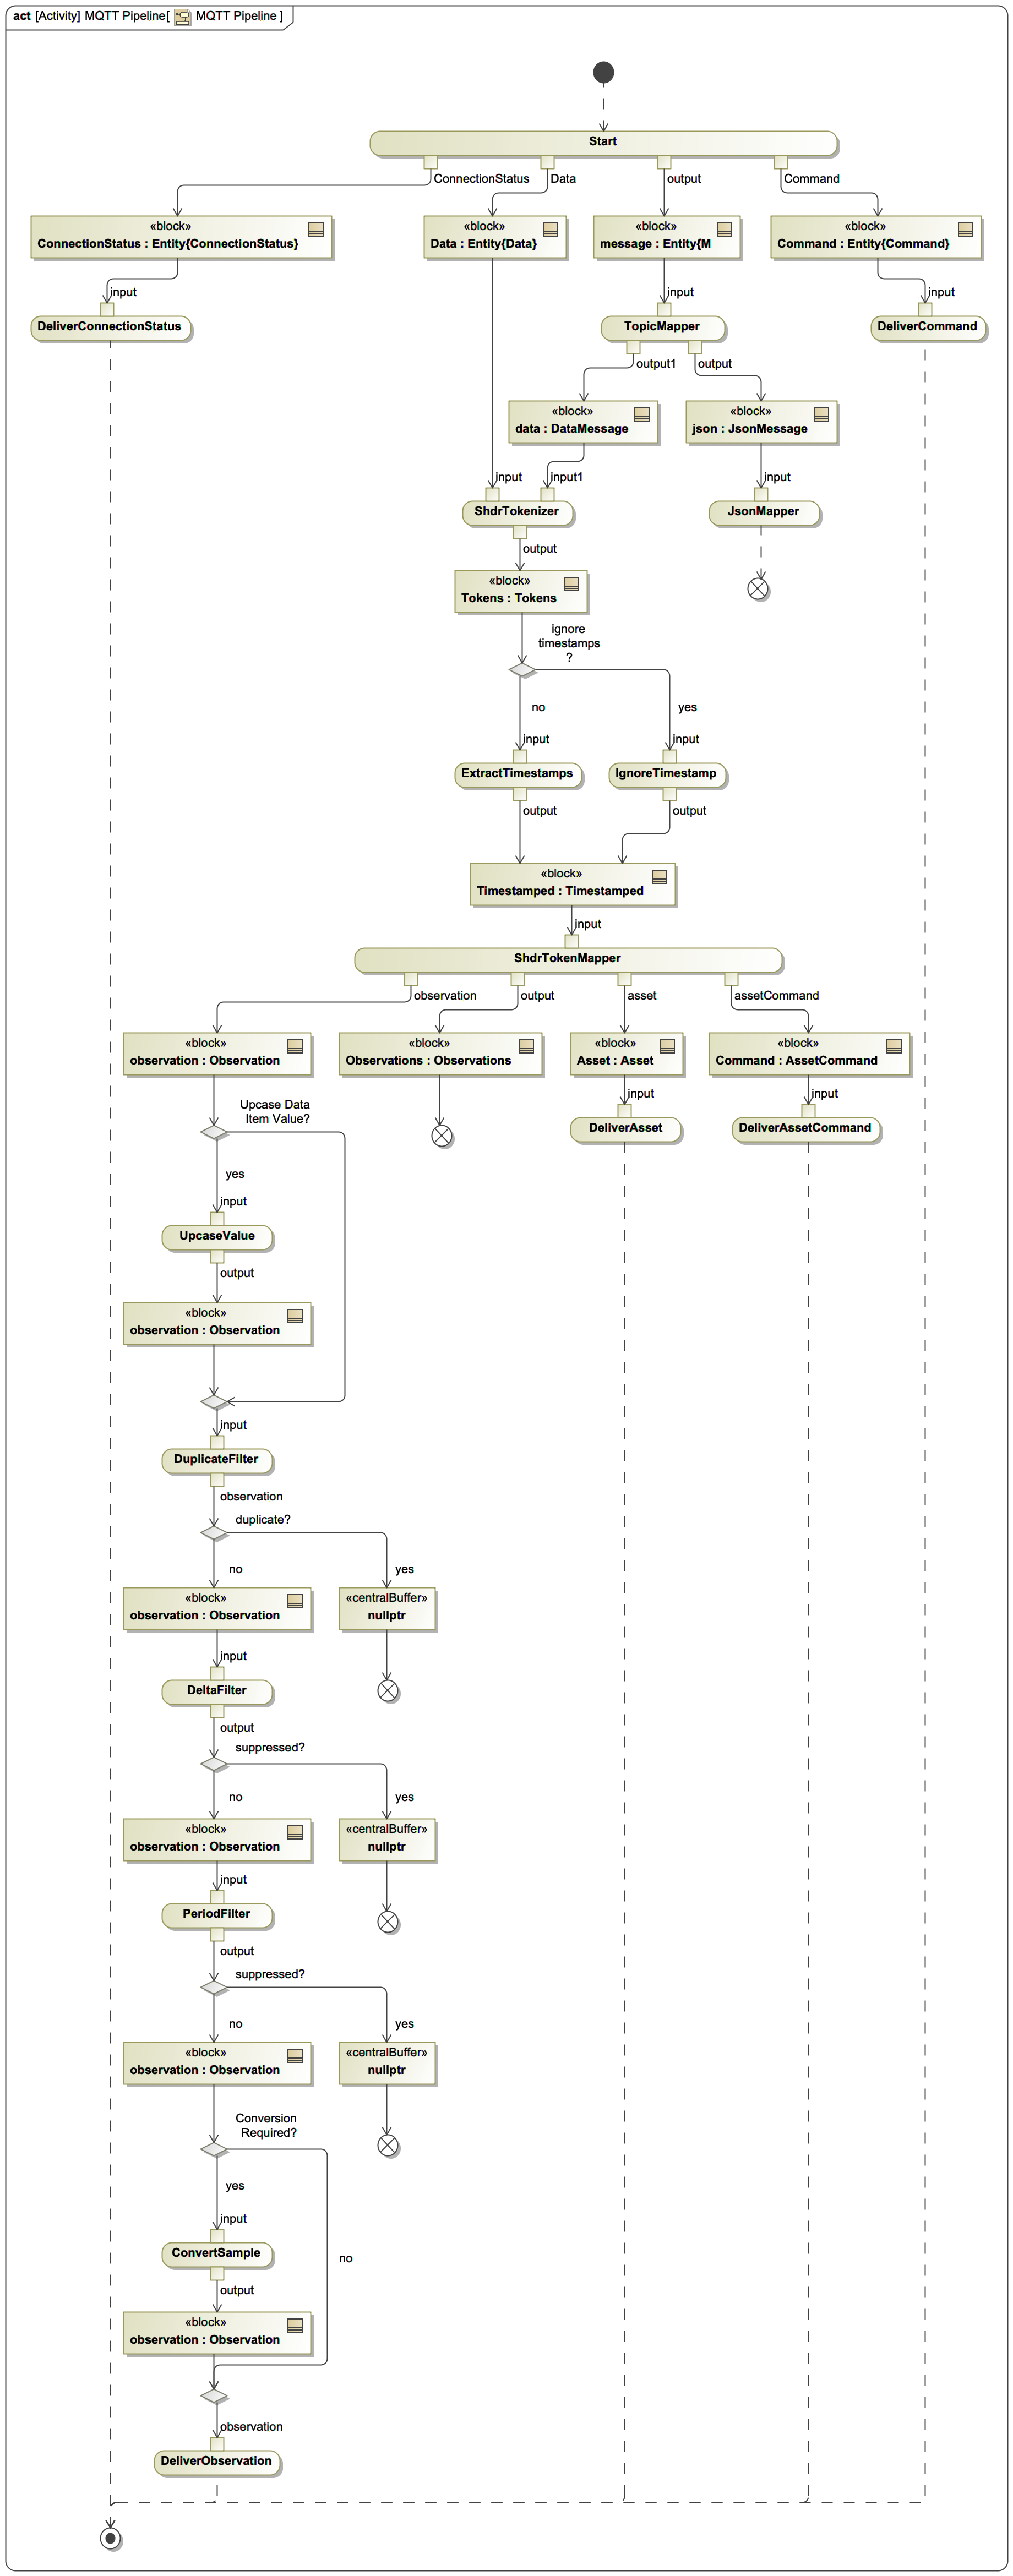 act [Activity] MQTT Pipeline[ MQTT Pipeline ]
Start
ConnectionStatus
Data
output
Command
«block»
ConnectionStatus : Entity{ConnectionStatus}
«block»
Data : Entity{Data}
«block»
message : Entity{M
«block»
Command : Entity{Command}
input
input
input
DeliverConnectionStatus
TopicMapper
DeliverCommand
output1
output
«block»
data : DataMessage
«block»
json : JsonMessage
input
input1
input
ShdrTokenizer
JsonMapper
output
«block»
Tokens : Tokens
ignore
timestamps
?
no
yes
input
input
ExtractTimestamps
IgnoreTimestamp
output
output
«block»
Timestamped : Timestamped
input
ShdrTokenMapper
observation
output
asset
assetCommand
«block»
observation : Observation
«block»
Observations : Observations
«block»
Asset : Asset
«block»
Command : AssetCommand
input
input
Upcase Data
Item Value?
DeliverAsset
DeliverAssetCommand
yes
input
UpcaseValue
output
«block»
observation : Observation
input
DuplicateFilter
observation
duplicate?
no
yes
«block»
observation : Observation
«centralBuffer»
nullptr
input
DeltaFilter
output
suppressed?
no
yes
«block»
observation : Observation
«centralBuffer»
nullptr
input
PeriodFilter
output
suppressed?
no
yes
«block»
observation : Observation
«centralBuffer»
nullptr
Conversion
Required?
yes
input
ConvertSample
no
output
«block»
observation : Observation
observation
DeliverObservation